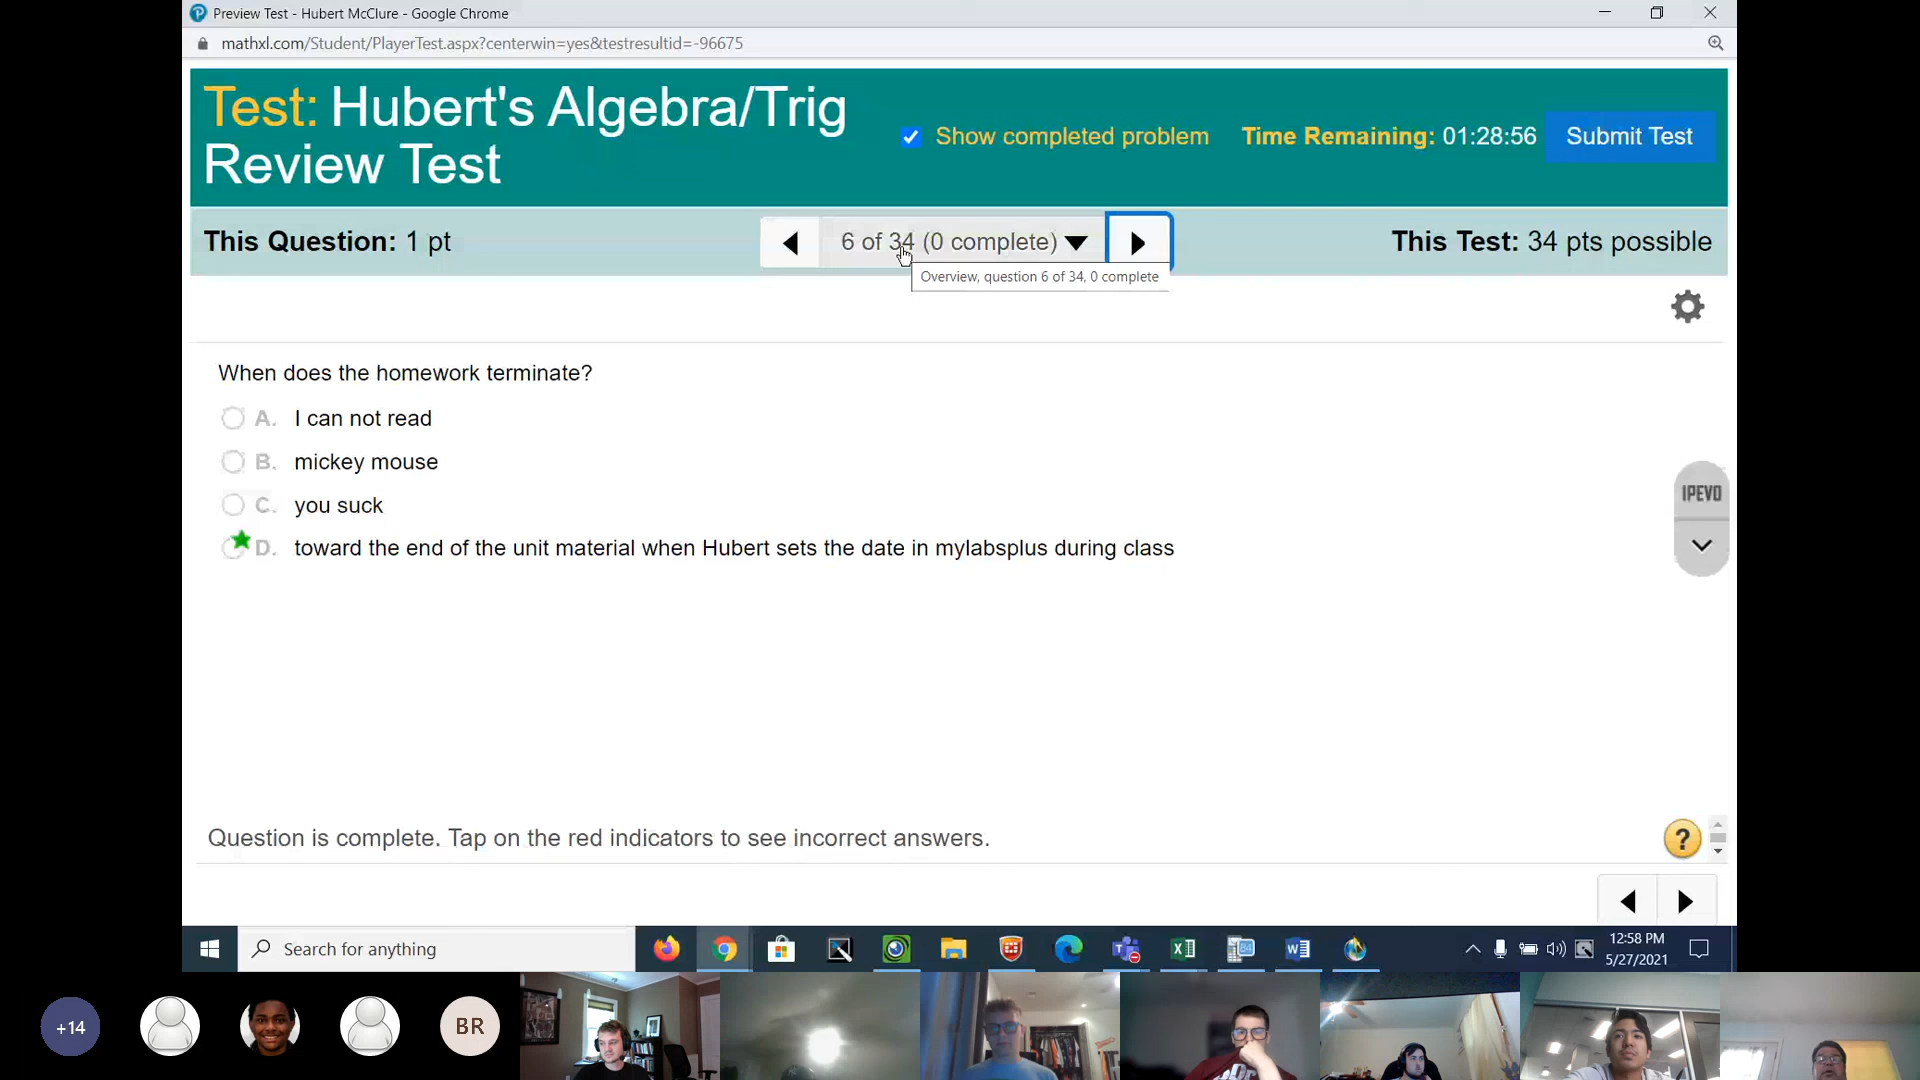 Preview Test - Hubert McClure - Google Chrome
mathxl.com/Student/PlayerTest.aspx?centerwin=yes&testresultid=-96675
Test: Hubert's Algebra/Trig
Review Test
Show completed problem
Time Remaining: 01:28:56
Submit Test
This Question: 1 pt
6 of 34 (0 complete)
This Test: 34 pts possible
Overview, question 6 of 34, 0 complete
When does the homework terminate?
A. I can not read
B. mickey mouse
C. you suck
D. toward the end of the unit material when Hubert sets the date in mylabsplus during class
IPEVO
Question is complete. Tap on the red indicators to see incorrect answers.
?
Search for anything
12:58 PM
5/27/2021
+14
BR